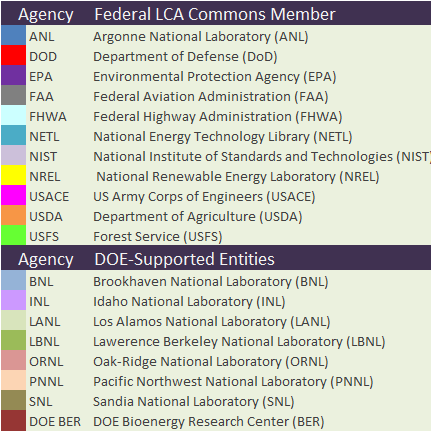 Agency Federal LCA Commons Member
ANL Argonne National Laboratory (ANL)
DOD Department of Defense (DoD)
EPA Environmental Protection Agency (EPA)
FAA Federal Aviation Administration (FAA)
FHWA Federal Highway Administration (FHWA)
NETL National Energy Technology Library (NETL)
NIST National Institute of Standards and Technologies (NIST)
NREL National Renewable Energy Laboratory (NREL)
USACE US Army Corps of Engineers (USACE)
USDA Department of Agriculture (USDA)
USFS Forest Service (USFS)
Agency DOE-Supported Entities
BNL Brookhaven National Laboratory (BNL)
INL Idaho National Laboratory (INL)
LANL Los Alamos National Laboratory (LANL)
LBNL Lawerence Berkeley National Laboratory (LBNL)
ORNL Oak-Ridge National Laboratory (ORNL)
PNNL Pacific Northwest National Laboratory (PNNL)
SNL Sandia National Laboratory (SNL)
DOE BER DOE Bioenergy Research Center (BER)